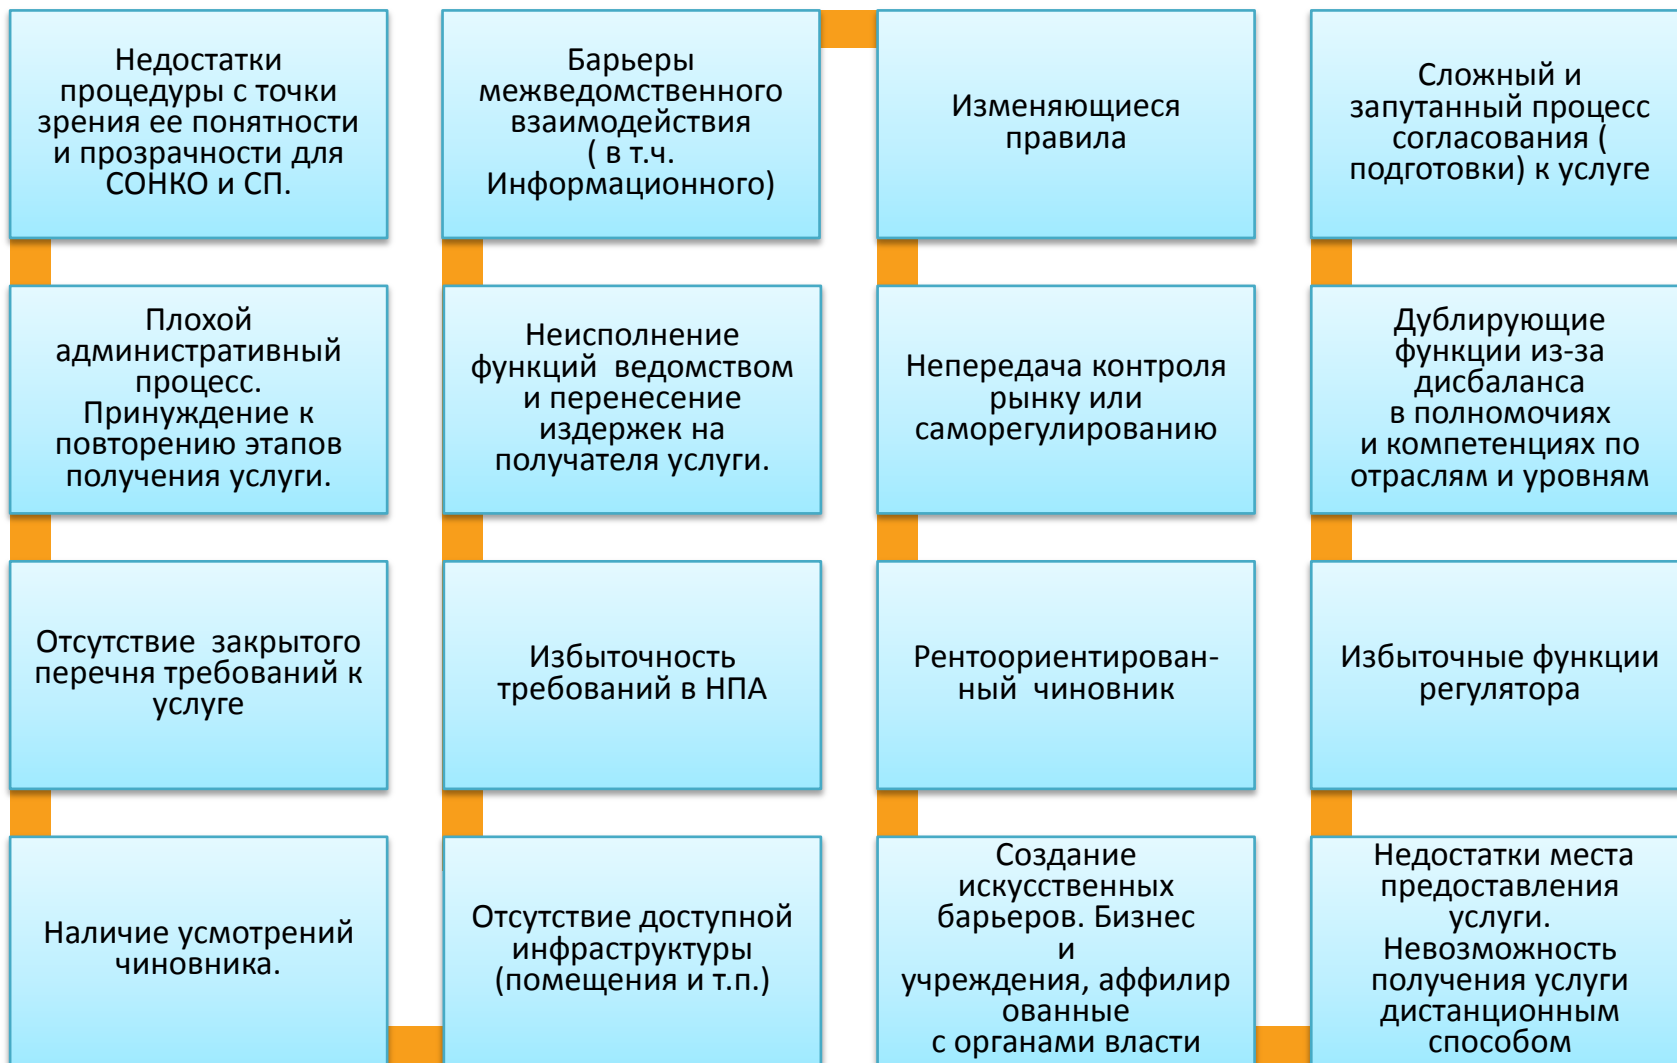 Недостатки
процедуры с точки
зрения ее понятности
и прозрачности для
СОНКО и СП.
Барьеры
межведомственного
взаимодействия
( в т.ч.
Информационного)
Изменяющиеся
правила
Сложный и
запутанный процесс
согласования (
подготовки) к услуге
Плохой
административный
процесс.
Принуждение к
повторению этапов
получения услуги.
Неисполнение
функций ведомством
и перенесение
издержек на
получателя услуги.
Непередача контроля
рынку или
саморегулированию
Дублирующие
функции из-за
дисбаланса
в полномочиях
и компетенциях по
отраслям и уровням
Отсутствие закрытого
перечня требований к
услуге
Избыточность
требований в НПА
Рентоориентирован-
ный чиновник
Избыточные функции
регулятора
Наличие усмотрений
чиновника.
Отсутствие доступной
инфраструктуры
(помещения и т.п.)
Создание
искусственных
барьеров. Бизнес
и
учреждения, аффилир
ованные
с органами власти
Недостатки места
предоставления
услуги.
Невозможность
получения услуги
дистанционным
способом